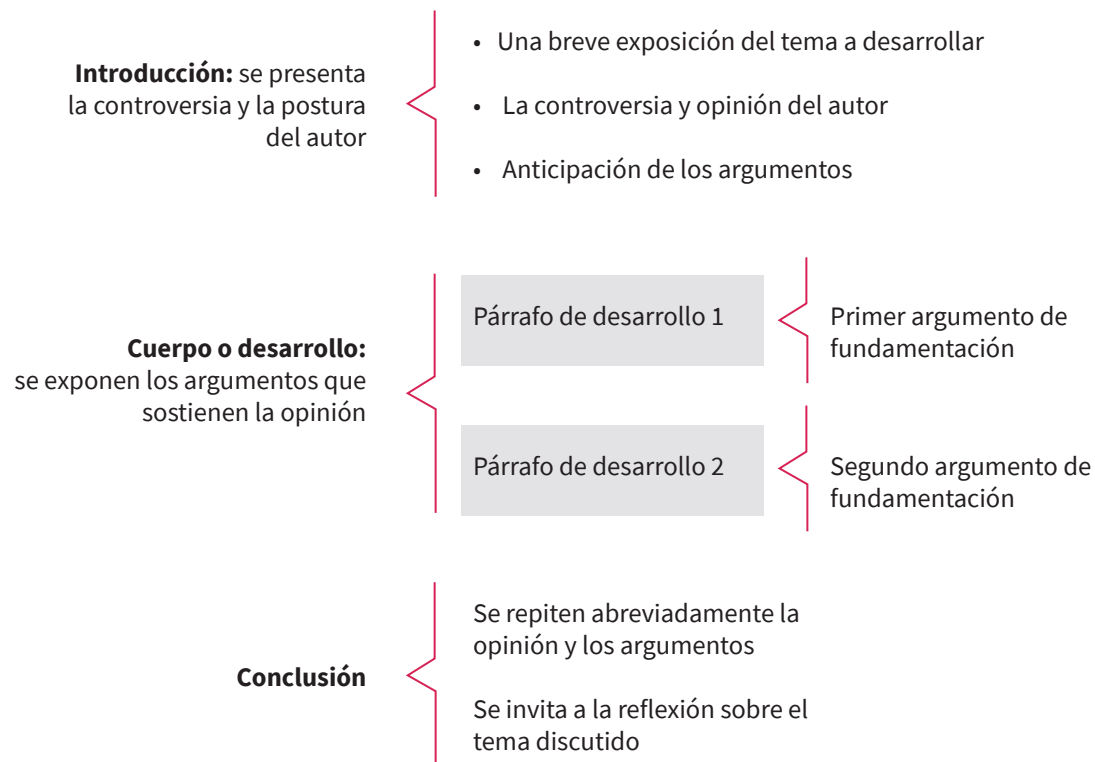 Introducción: se presenta
la controversia y la postura
del autor
• Una breve exposición del tema a desarrollar
• La controversia y opinión del autor
• Anticipación de los argumentos
Cuerpo o desarrollo:
se exponen los argumentos que
sostienen la opinión
Párrafo de desarrollo 1
Primer argumento de
fundamentación
Párrafo de desarrollo 2
Segundo argumento de
fundamentación
Conclusión
Se repiten abreviadamente la
opinión y los argumentos
Se invita a la reflexión sobre el
tema discutido